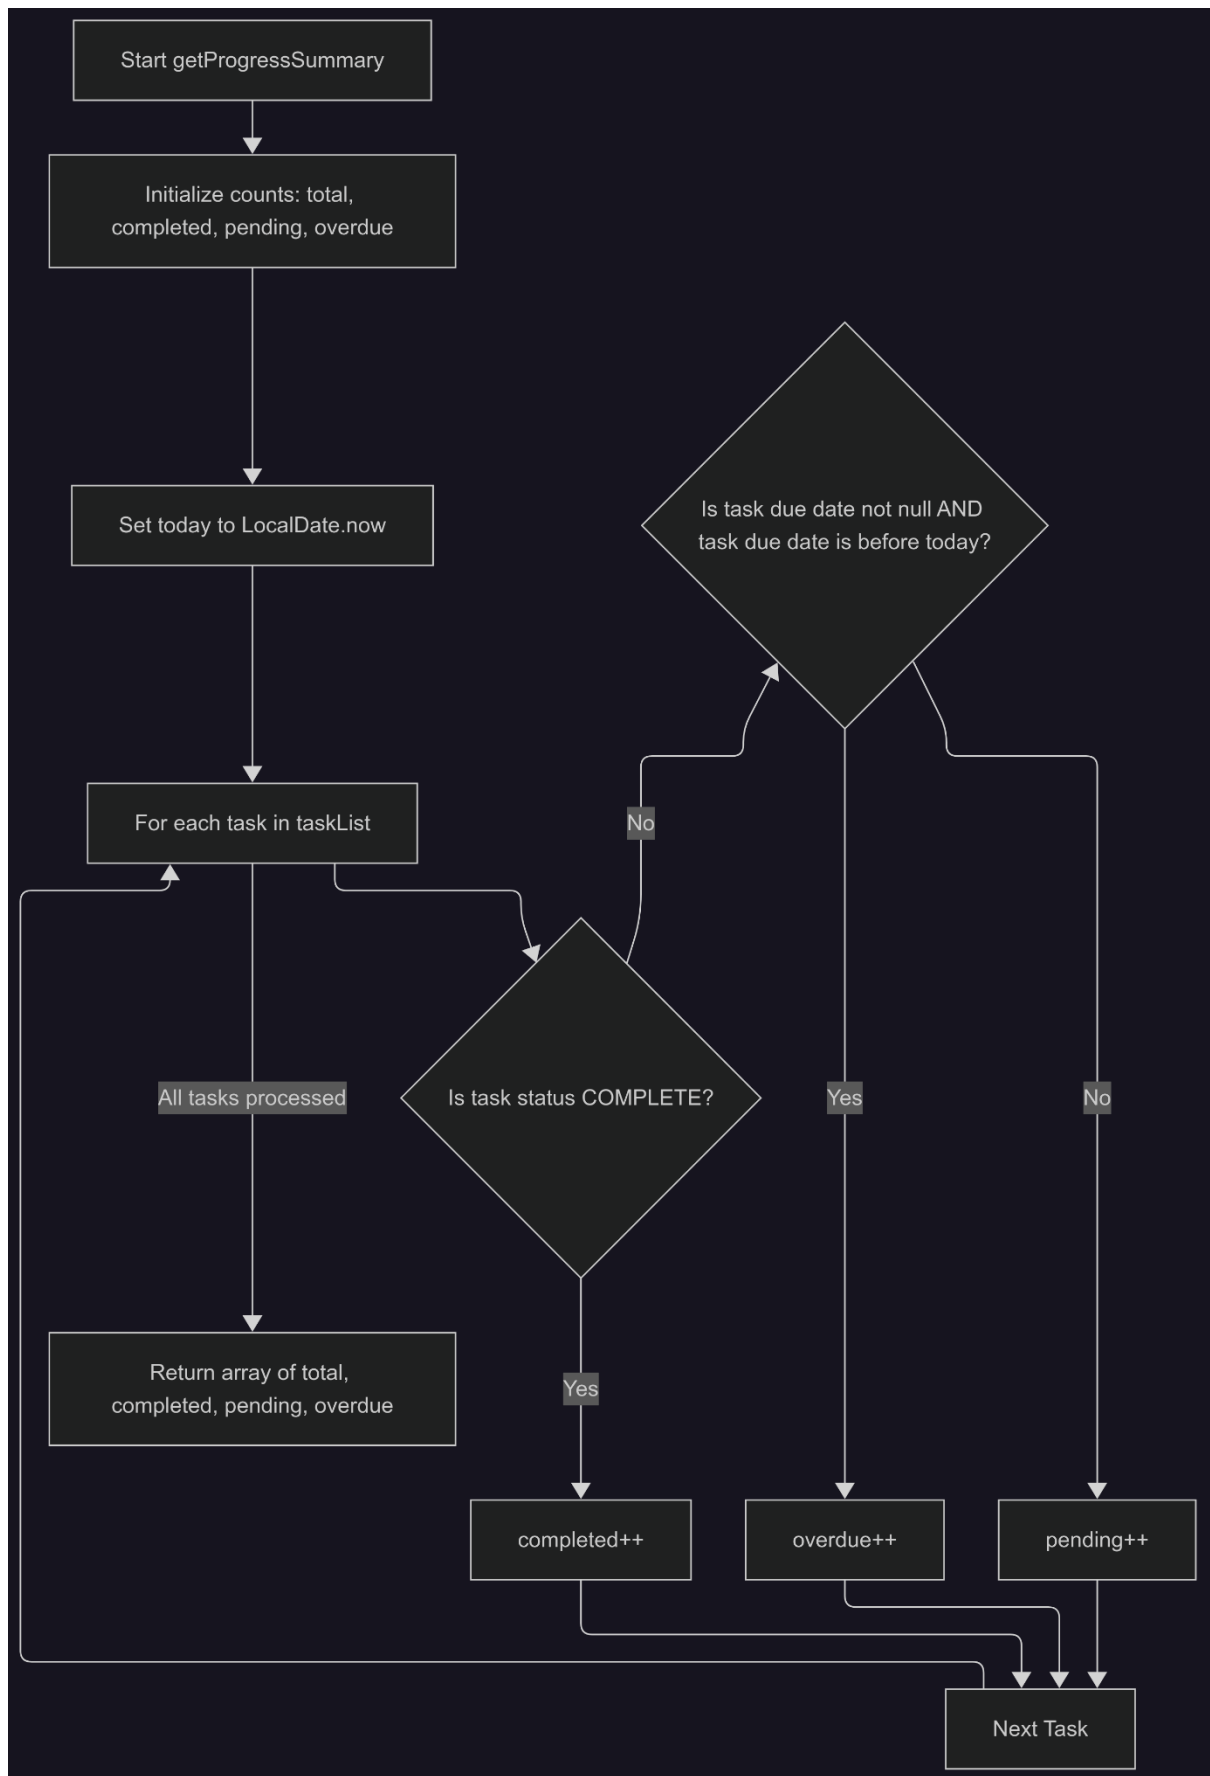 Start getProgressSummary
Initialize counts: total,
completed, pending, overdue
Set today to LocalDate.now
Is task due date not null AND
task due date is before today?
For each task in taskList
No
All tasks processed
Is task status COMPLETE?
Yes
No
Return array of total,
completed, pending, overdue
Yes
completed++
overdue++
pending++
Next Task